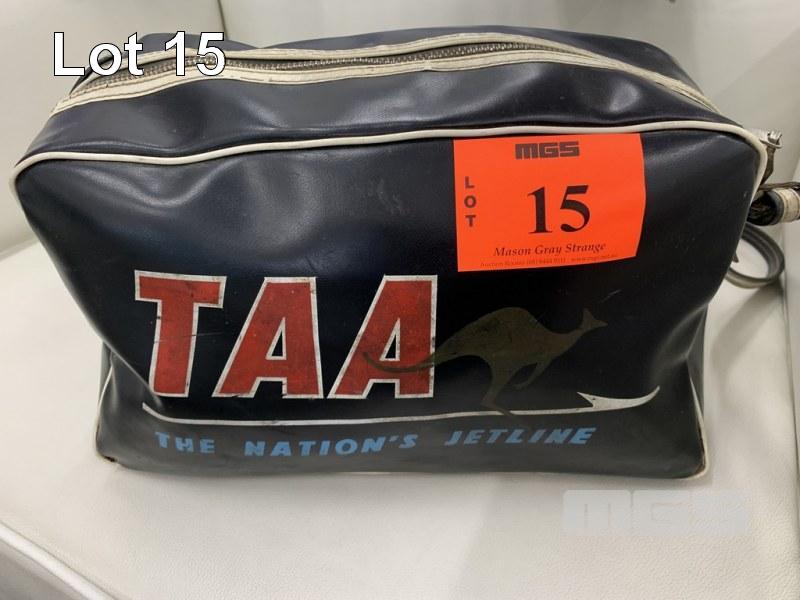 Lot 15
MGS
LOT
15
Mason Gray Strange
TAA
THE NATION'S JETLINE
MGS